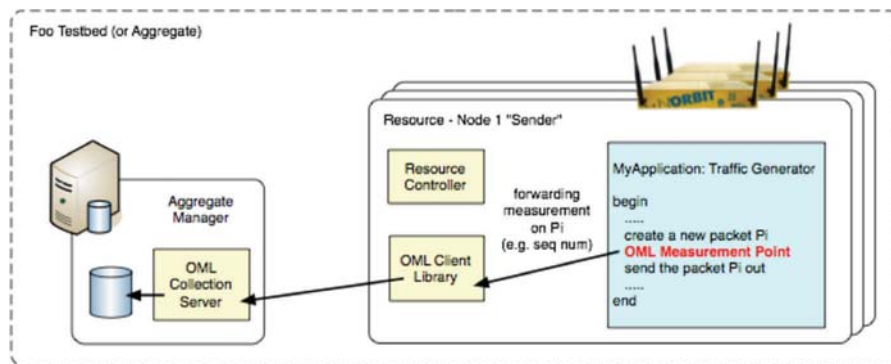 Foo Testbed (or Aggregate)
ORBIT
Resource - Node 1 "Sender"
Aggregate
Manager
OML
Collection
Server
Resource
Controller
OML Client
Library
forwarding
measurement
on Pi
(e.g. seq num)
MyApplication: Traffic Generator
begin
.....
create a new packet Pi
OML Measurement Point
send the packet Pi out
.....
end